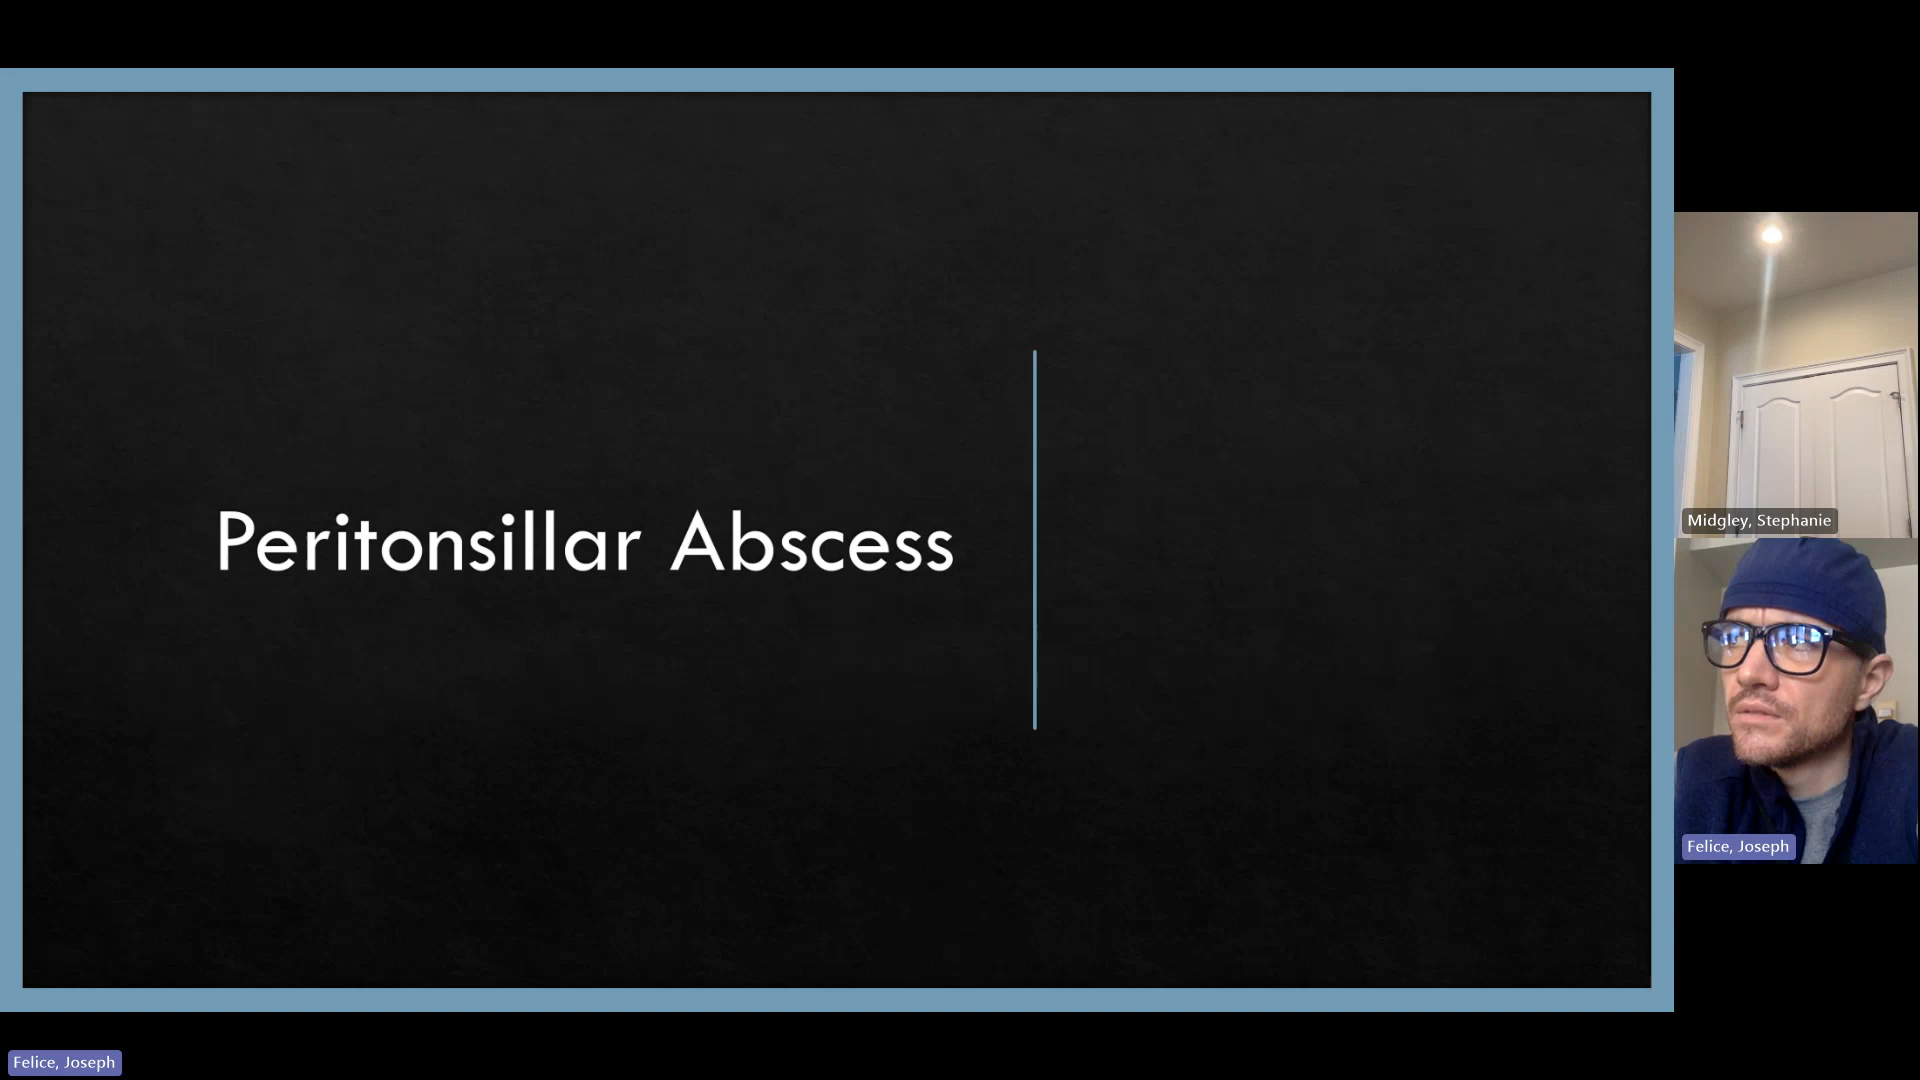 Peritonsillar Abscess
Midgley, Stephanie
Felice, Joseph
Felice, Joseph